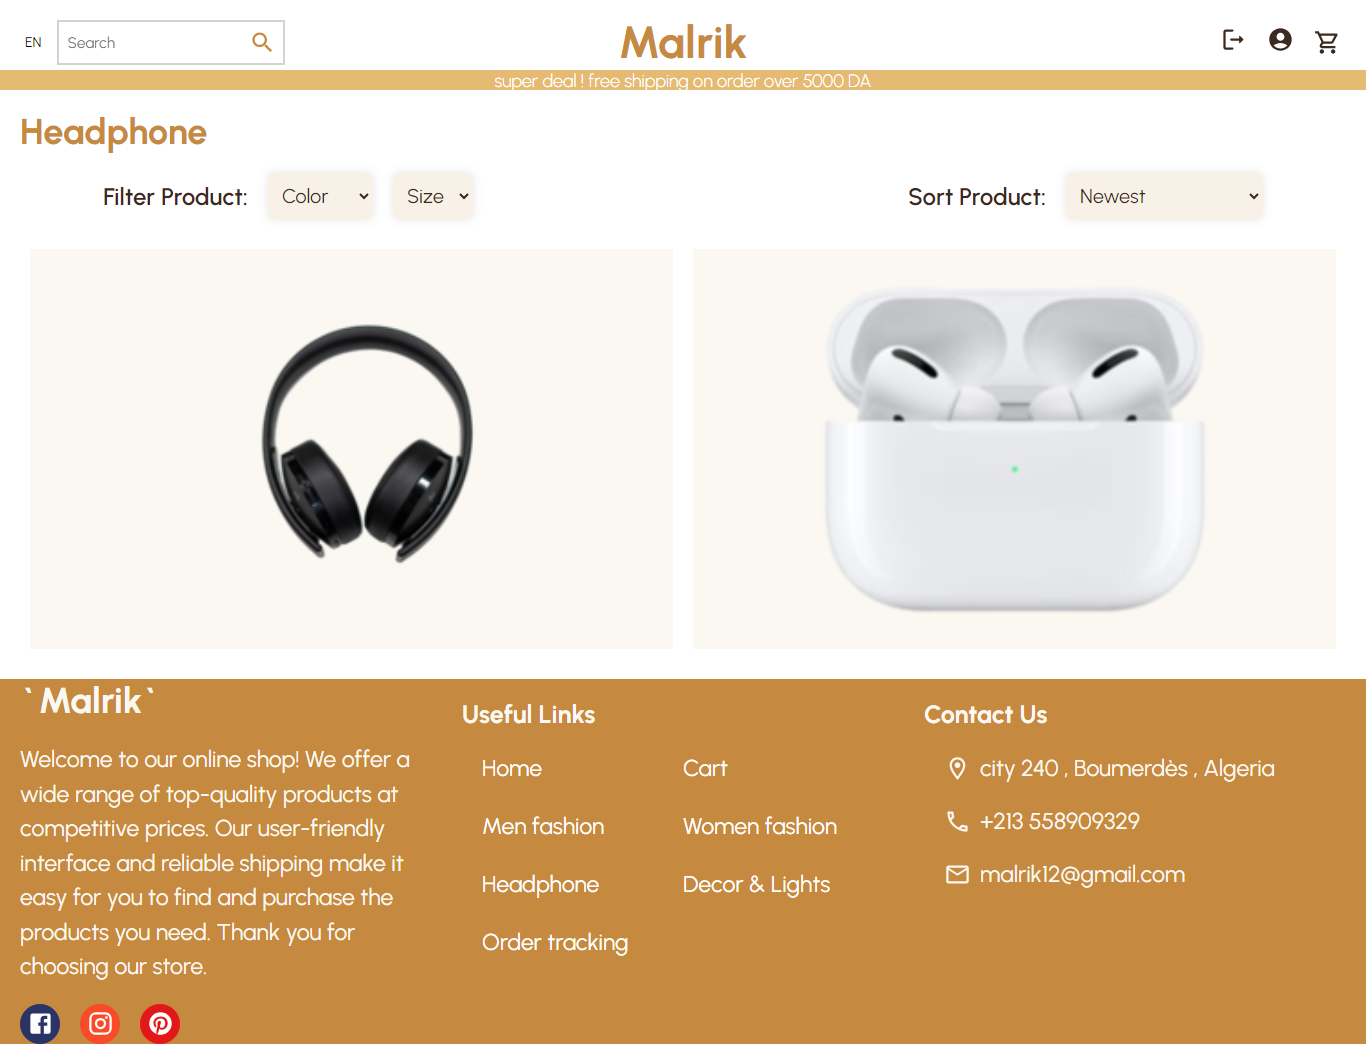 EN
Search
Malrik
super deal ! free shipping on order over 5000 DA
Headphone
Filter Product:
Color
Size
Sort Product:
Newest
`Malrik`
Welcome to our online shop! We offer a
wide range of top-quality products at
competitive prices. Our user-friendly
interface and reliable shipping make it
easy for you to find and purchase the
products you need. Thank you for
choosing our store.
Useful Links
Home
Cart
Men fashion
Women fashion
Headphone
Decor & Lights
Order tracking
Contact Us
city 240 , Boumerdès , Algeria
+213 558909329
malrik12@gmail.com